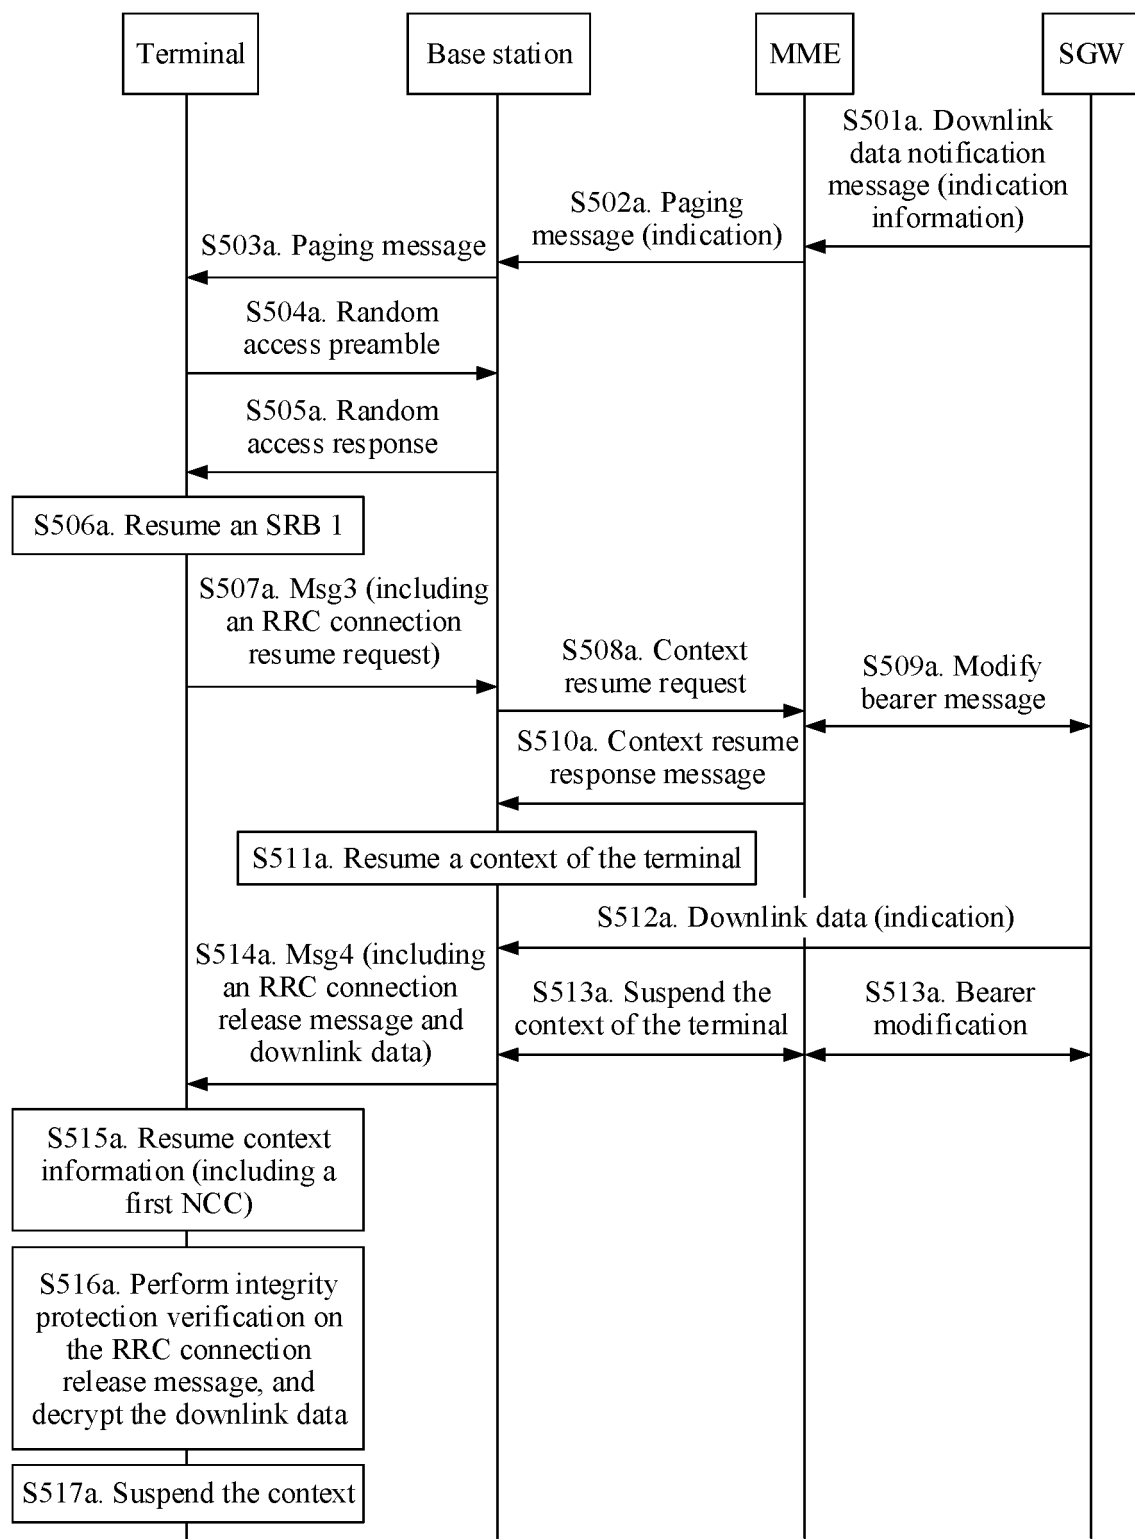 Terminal
Base station
MME
SGW
S501a. Downlink
data notification
message (indication
information)
S502a. Paging
message (indication)
S503a. Paging message
S504a. Random
access preamble
S505a. Random
access response
S506a. Resume an SRB 1
S507a. Msg3 (including
an RRC connection
resume request)
S508a. Context
resume request
S509a. Modify
bearer message
S510a. Context resume
response message
S511a. Resume a context of the terminal
S512a. Downlink data (indication)
S514a. Msg4 (including
an RRC connection
release message and
downlink data)
S513a. Suspend the
context of the terminal
S513a. Bearer
modification
S515a. Resume context
information (including a
first NCC)
S516a. Perform integrity
protection verification on
the RRC connection
release message, and
decrypt the downlink data
S517a. Suspend the context